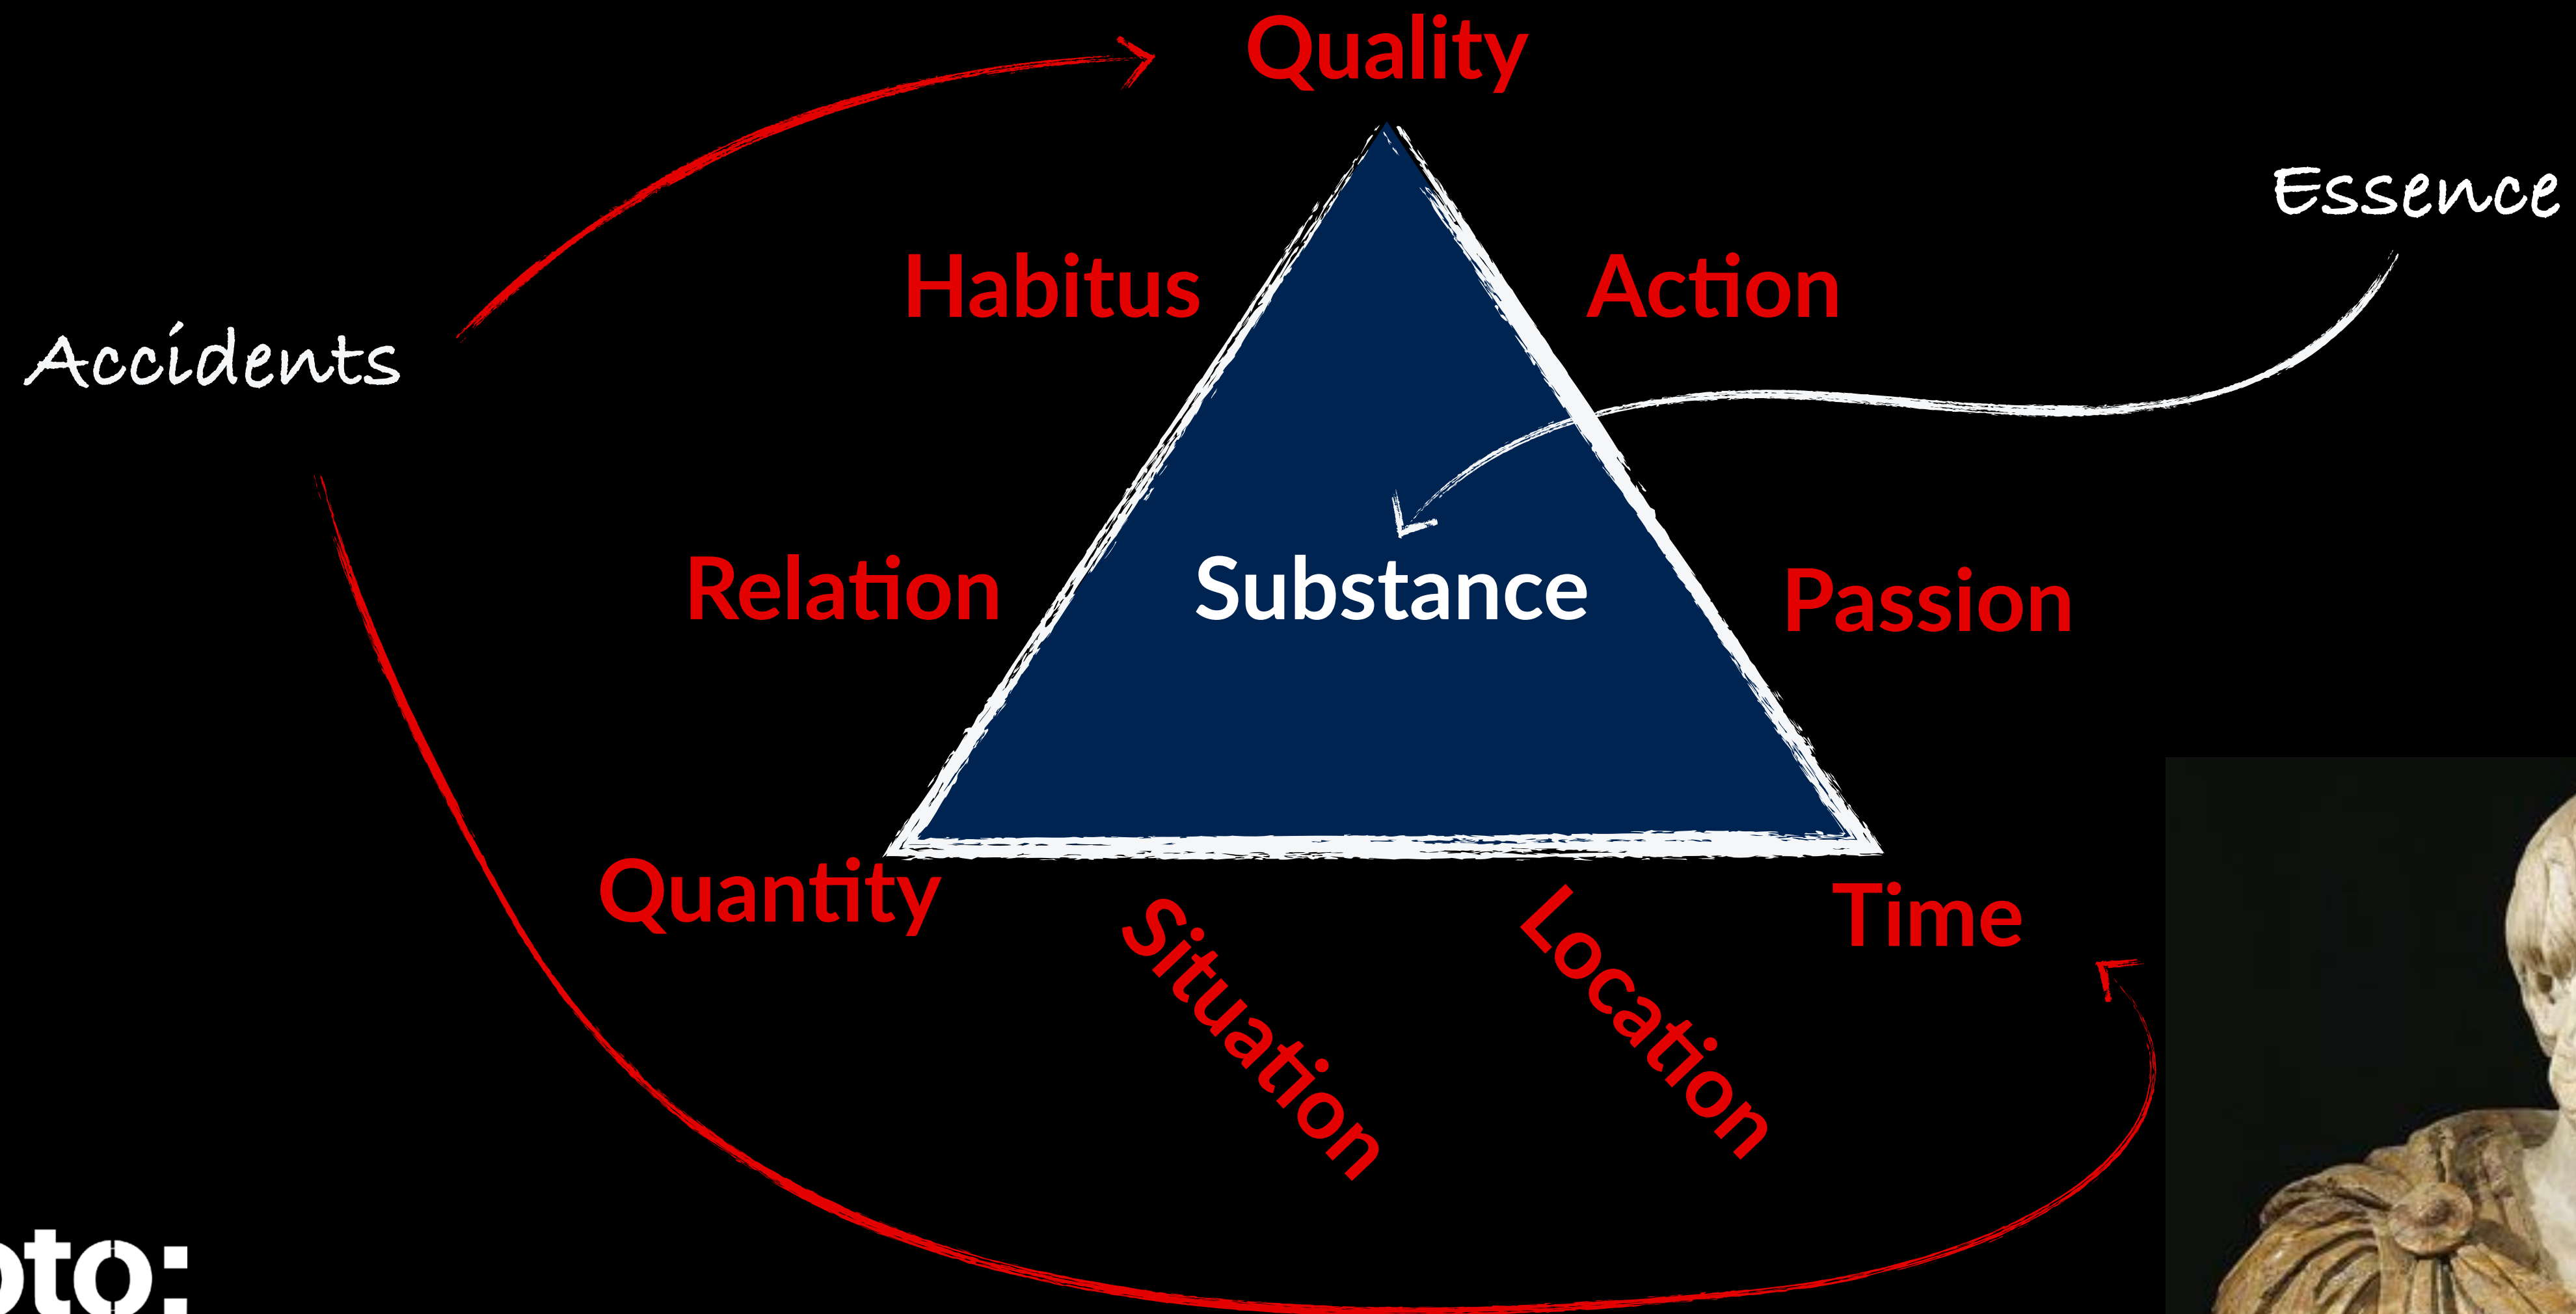 Quality
Essence
Habitus
Action
Accidents
Relation
Substance
Passion
Quantity
Time
Situation
Location